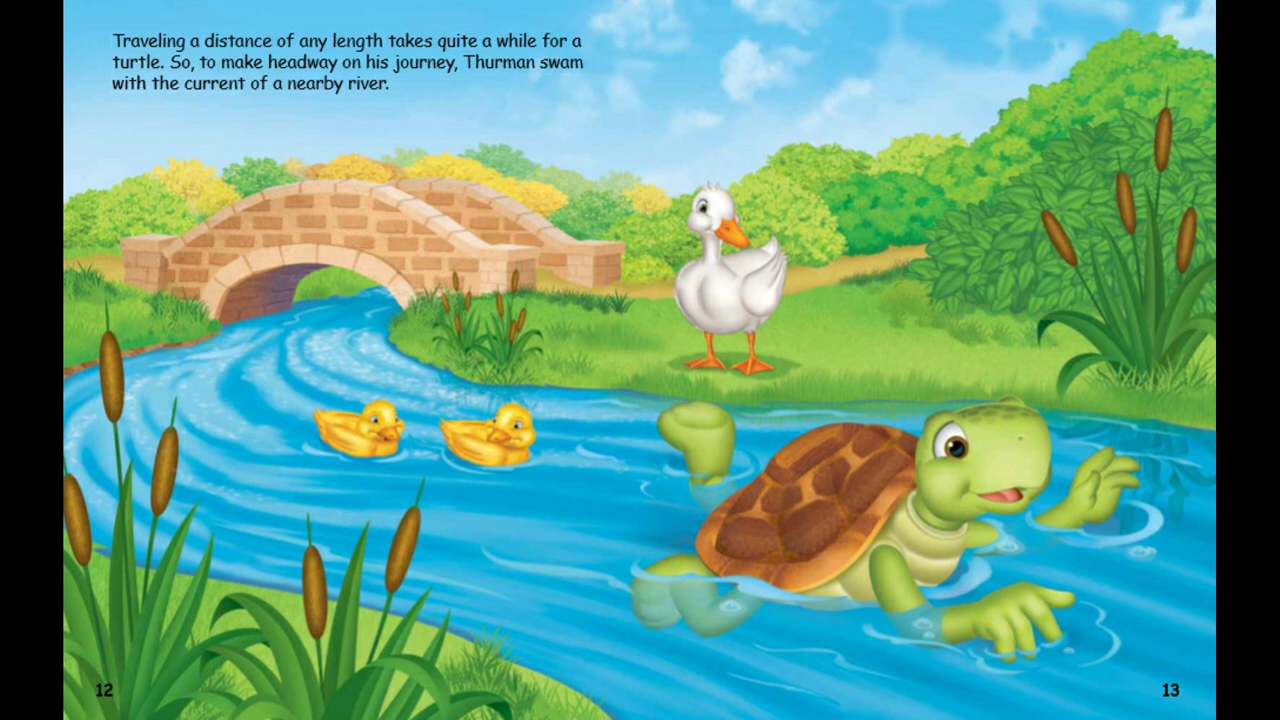 Traveling a distance of any length takes quite a while for a
turtle. So, to make headway on his journey, Thurman swam
with the current of a nearby river.
12
13